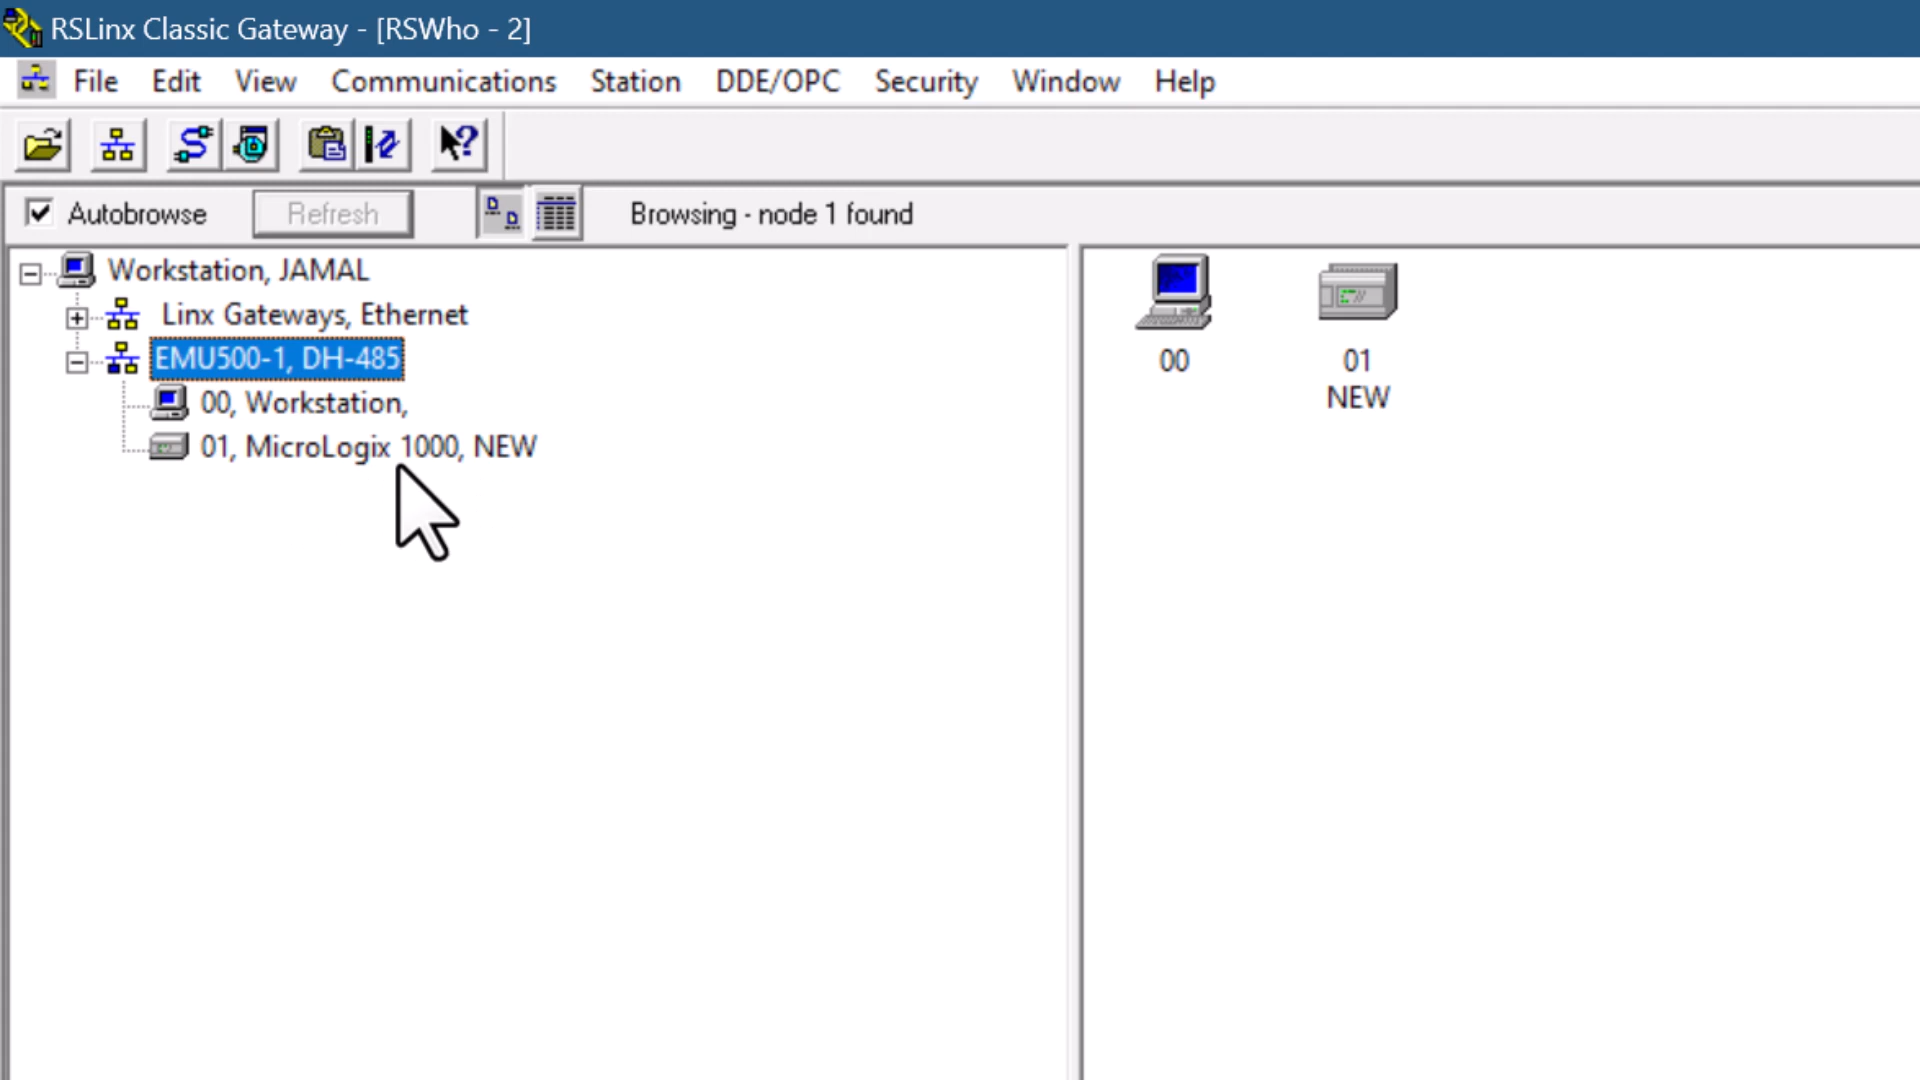 RSLinx Classic Gateway - [RSWho - 2]
File Edit View Communications Station DDE/OPC Security Window Help
Autobrowse Refresh Browsing - node 1 found
Workstation, JAMAL
Linx Gateways, Ethernet
EMU500-1, DH-485
00, Workstation,
01, MicroLogix 1000, NEW
00
01
NEW